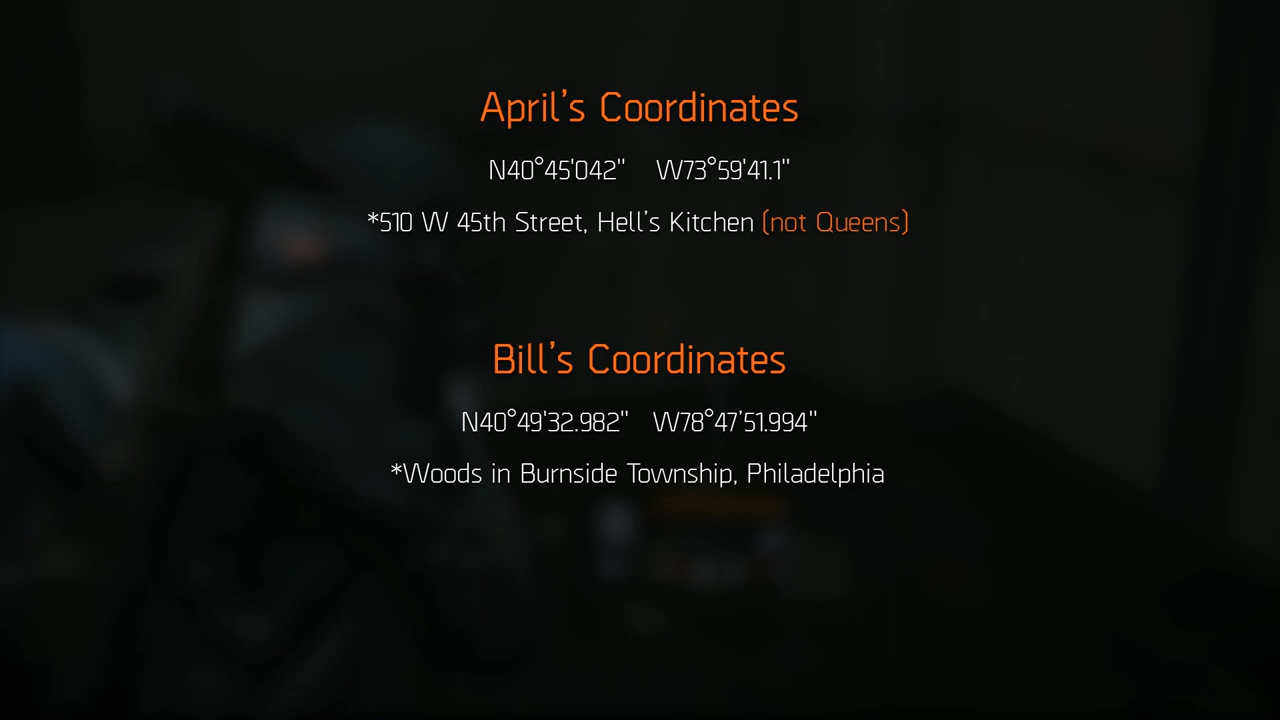 April's Coordinates
N40°45'042" W73°59'41.1"
*510 W 45th Street, Hell's Kitchen (not Queens)
Bill's Coordinates
N40°49'32.982" W78°47'51.994"
*Woods in Burnside Township, Philadelphia